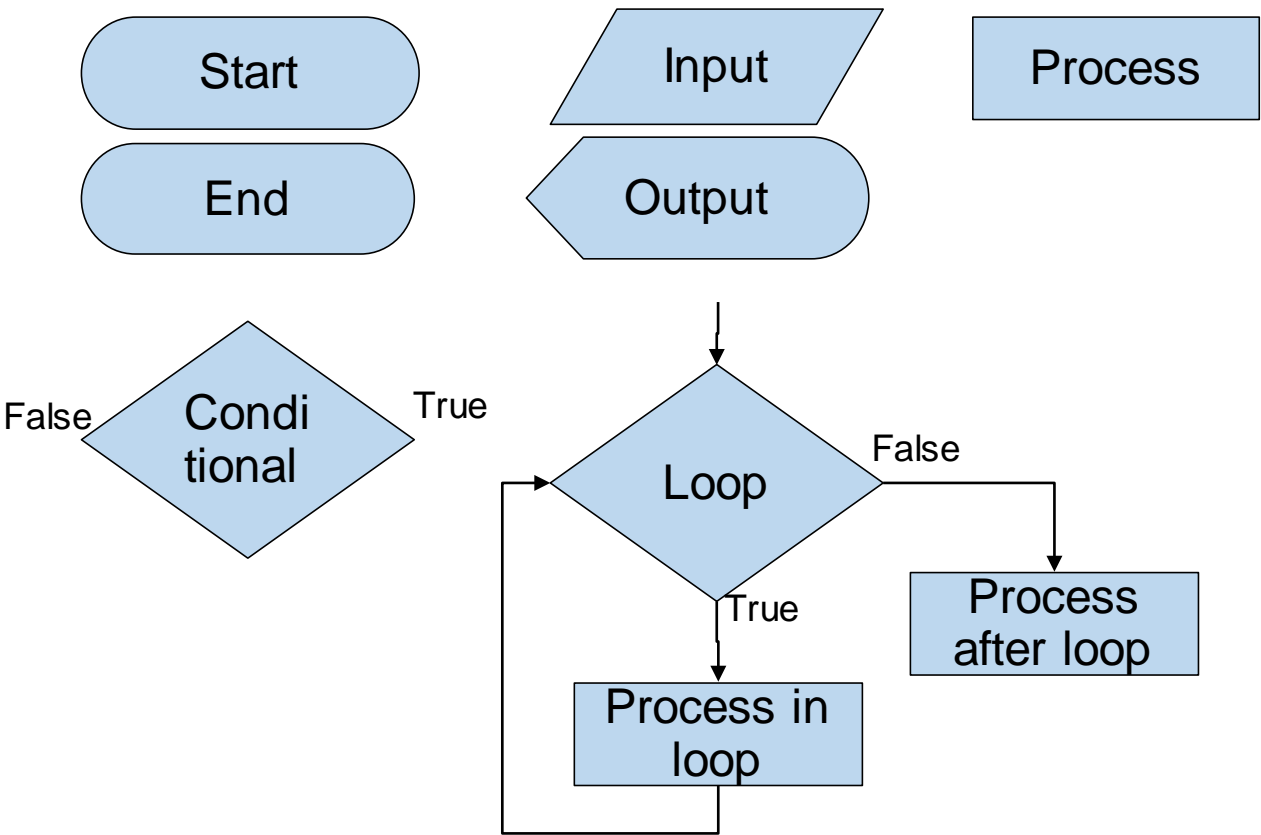 Start
Input
Process
End
Output
False
Condi
tional
True
Loop
False
True
Process
after loop
Process in
loop